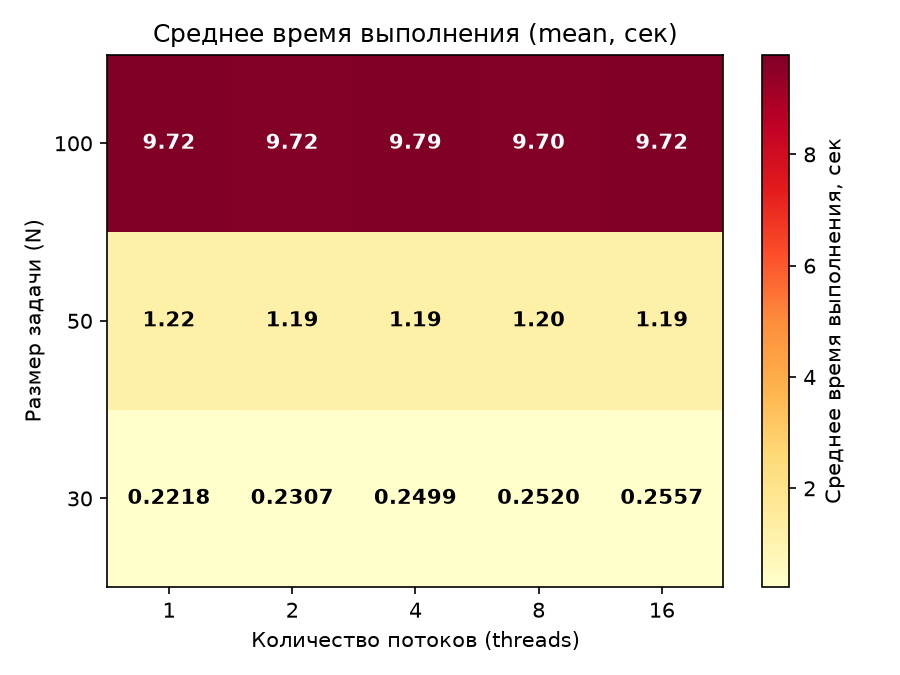 Среднее время выполнения (mean, сек)
Размер задачи (N)
100
9.72 9.72 9.79 9.70 9.72
50
1.22 1.19 1.19 1.20 1.19
30
0.2218 0.2307 0.2499 0.2520 0.2557
1 2 4 8 16
Количество потоков (threads)
8
6
4
2
Среднее время выполнения, сек